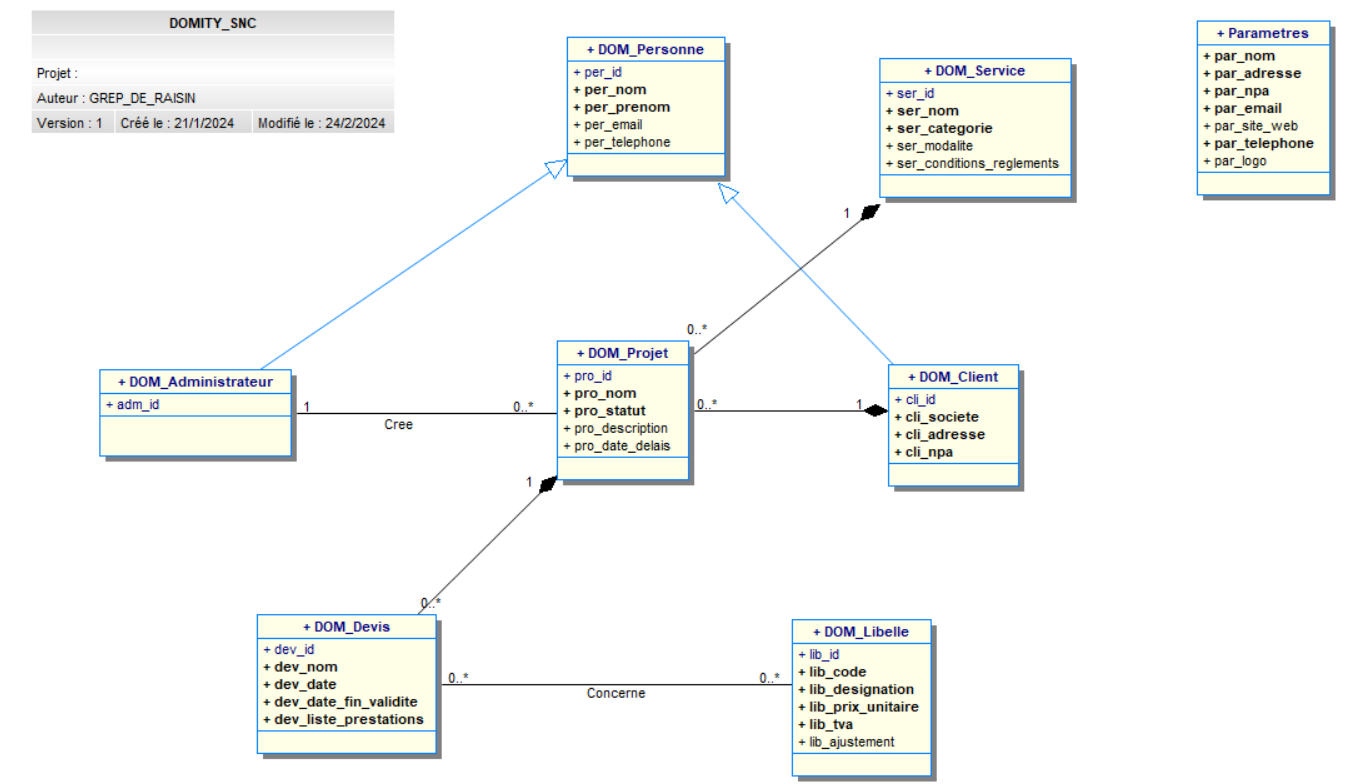 DOMITY_SNC
Projet :
Auteur : GREP_DE_RAISIN
Version : 1 Créé le : 21/1/2024 Modifié le : 24/2/2024
+ DOM_Personne
+ per_id
+ per_nom
+ per_prenom
+ per_email
+ per_telephone
+ DOM_Service
+ ser_id
+ ser_nom
+ ser_categorie
+ ser_modalite
+ ser_conditions_reglements
+ Parametres
+ par_nom
+ par_adresse
+ par_npa
+ par_email
+ par_site_web
+ par_telephone
+ par_logo
1
0..*
+ DOM_Administrateur
+ adm_id
1
0..*
Cree
+ DOM_Projet
+ pro_id
+ pro_nom
+ pro_statut
+ pro_description
+ pro_date_delais
0..*
1
+ DOM_Client
+ cli_id
+ cli_societe
+ cli_adresse
+ cli_npa
1
0..*
+ DOM_Devis
+ dev_id
+ dev_nom
+ dev_date
+ dev_date_fin_validite
+ dev_liste_prestations
0..*
0..*
Concerne
+ DOM_Libelle
+ lib_id
+ lib_code
+ lib_designation
+ lib_prix_unitaire
+ lib_tva
+ lib_ajustement